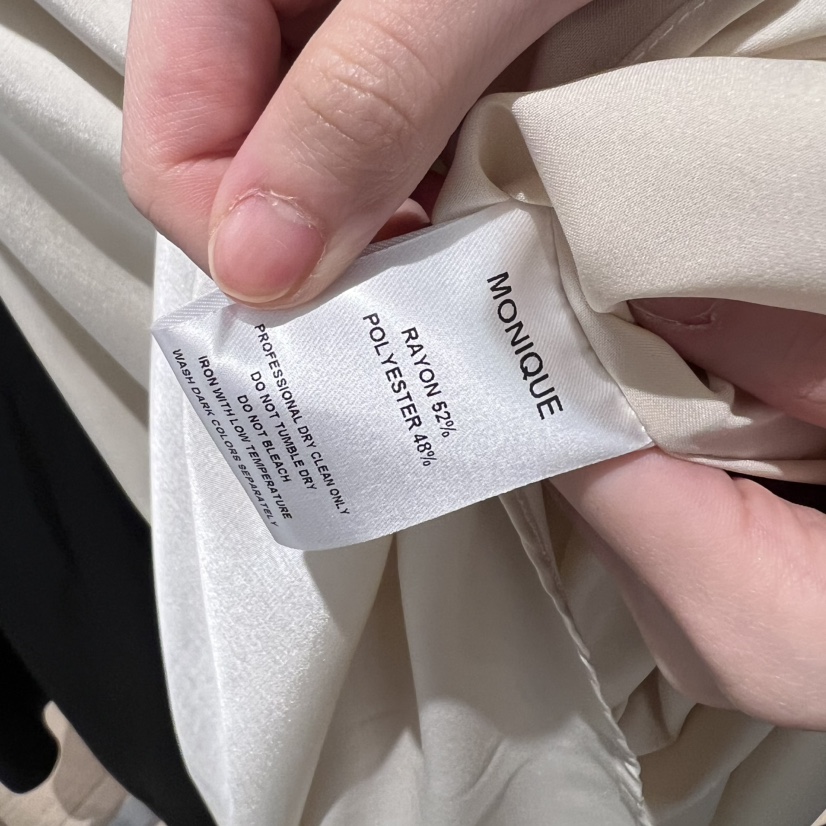 MONIQUE
RAYON 52%
POLYESTER 48%
PROFESSIONAL DRY CLEAN ONLY
DO NOT TUMBLE DRY
DO NOT BLEACH
IRON WITH LOW TEMPERATURE
WASH DARK COLORS SEPARATELY